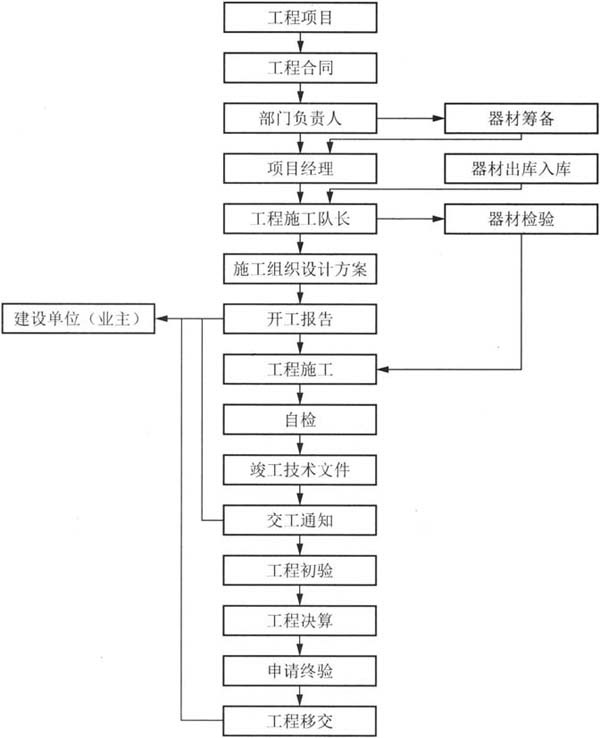 工程项目
工程合同
部门负责人
器材筹备
项目经理
器材出库入库
工程施工队长
器材检验
施工组织设计方案
建设单位（业主）
开工报告
工程施工
自检
竣工技术文件
交工通知
工程初验
工程决算
申请终验
工程移交